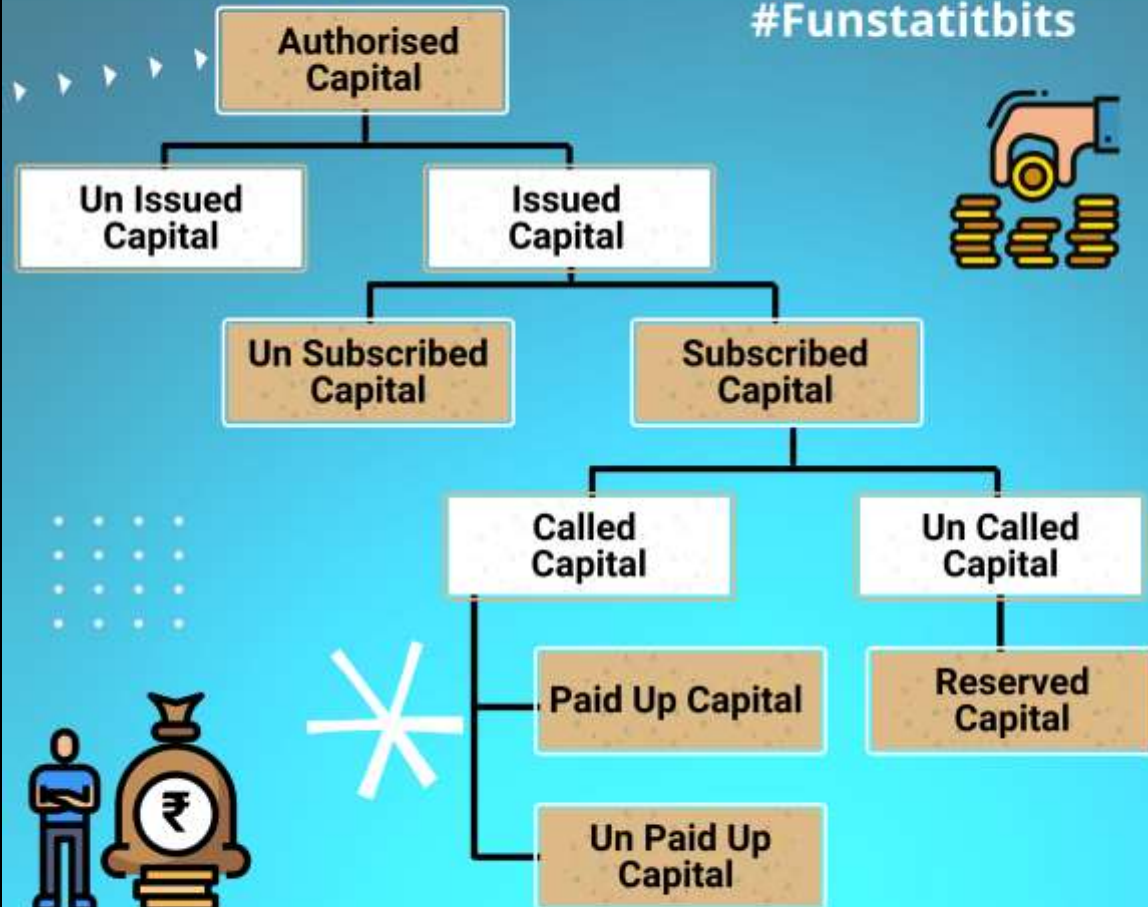 #Funstatitbits
Authorised
Capital
Un Issued
Capital
Issued
Capital
Un Subscribed
Capital
Subscribed
Capital
Called
Capital
Un Called
Capital
Paid Up Capital
Reserved
Capital
Un Paid Up
Capital
₹